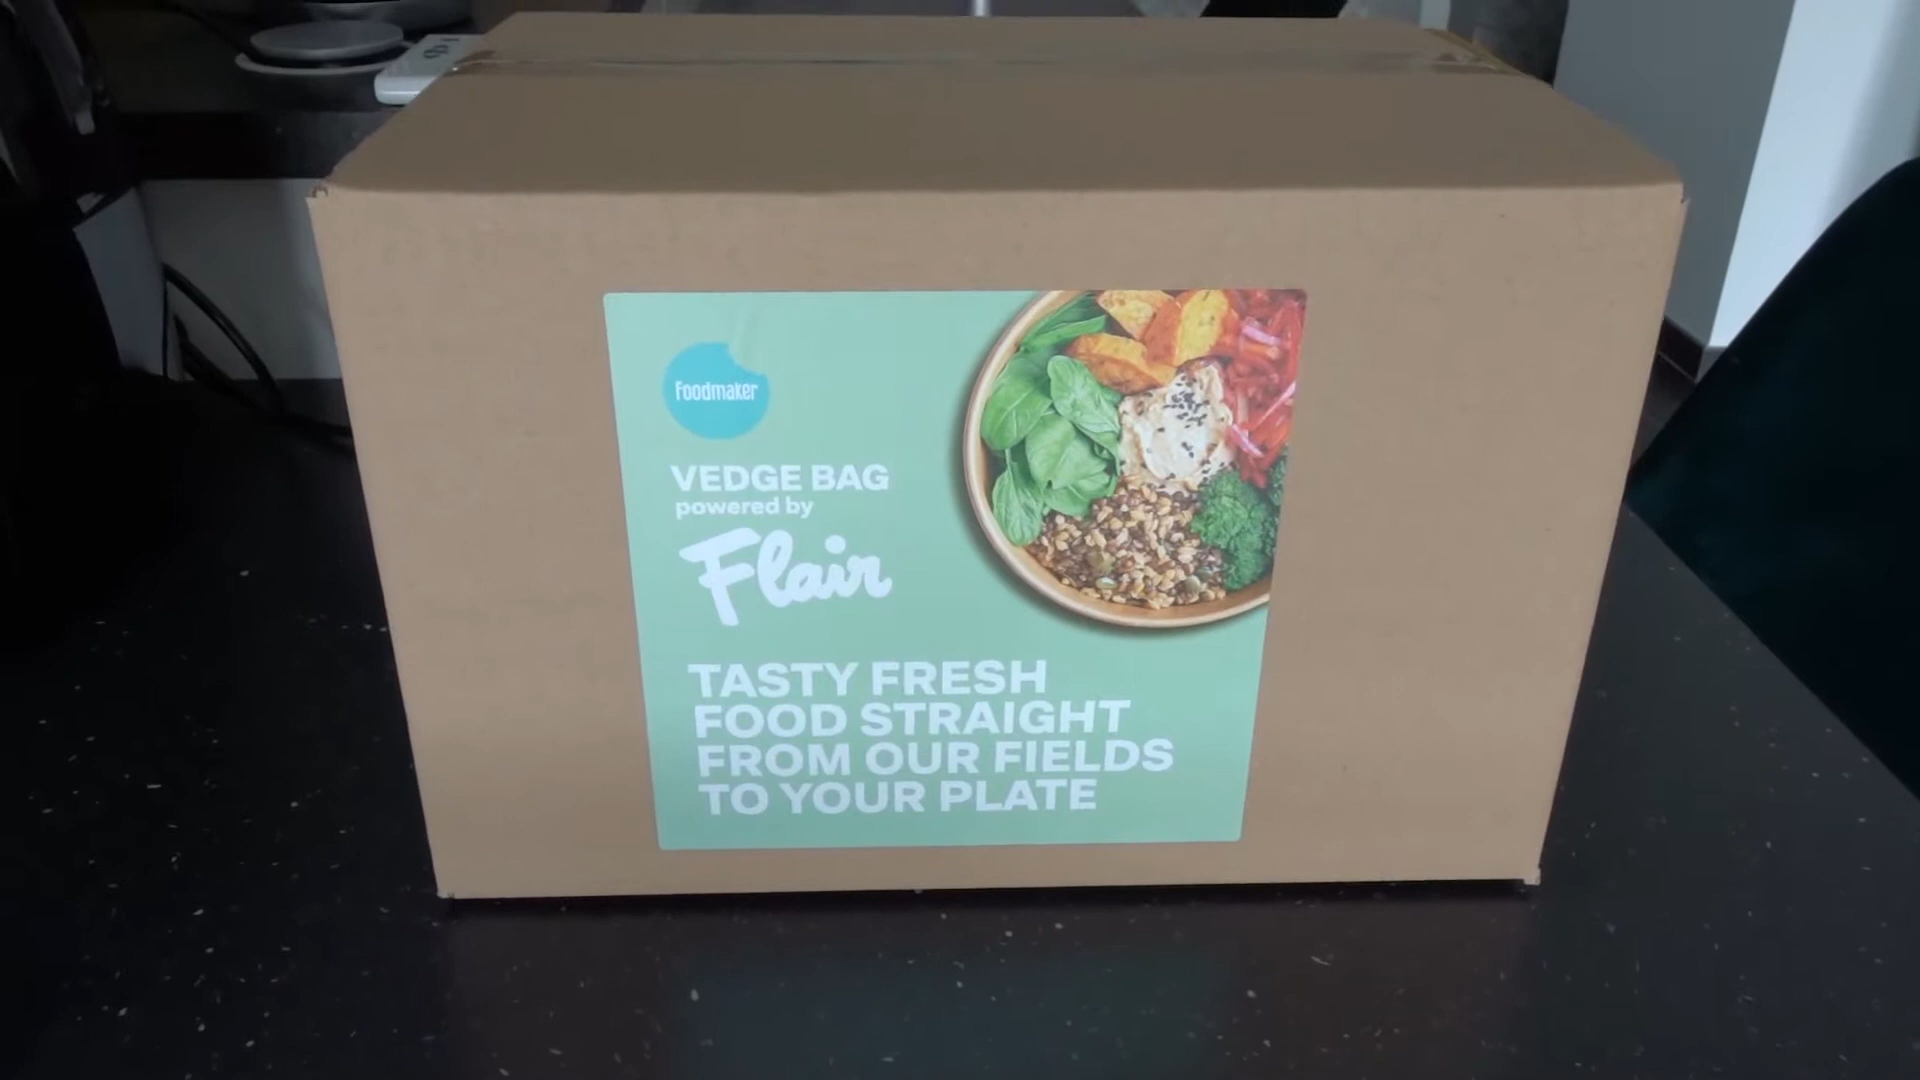 Foodmaker
VEDGE BAG
powered by
Flair
TASTY FRESH
FOOD STRAIGHT
FROM OUR FIELDS
TO YOUR PLATE